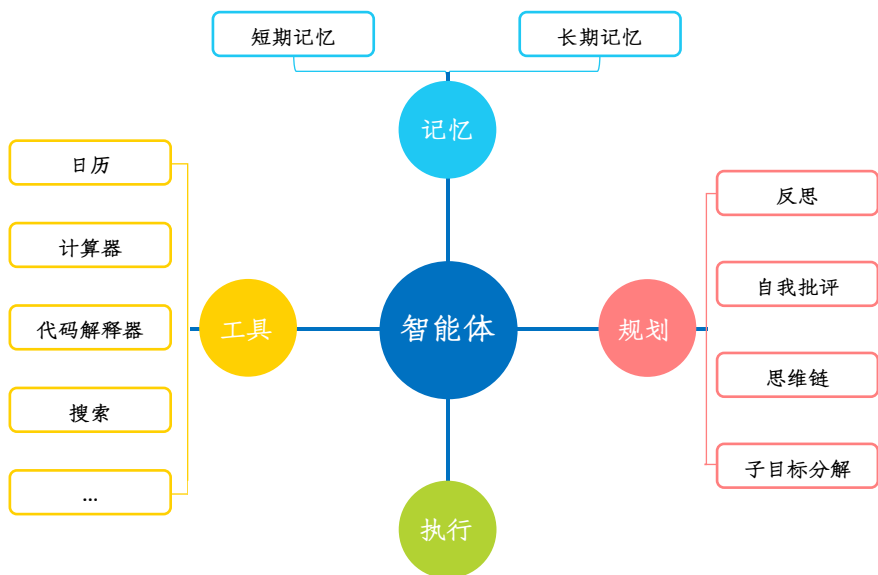 短期记忆
长期记忆
记忆
日历
计算器
代码解释器
搜索
...
工具
智能体
规划
反思
自我批评
思维链
子目标分解
执行